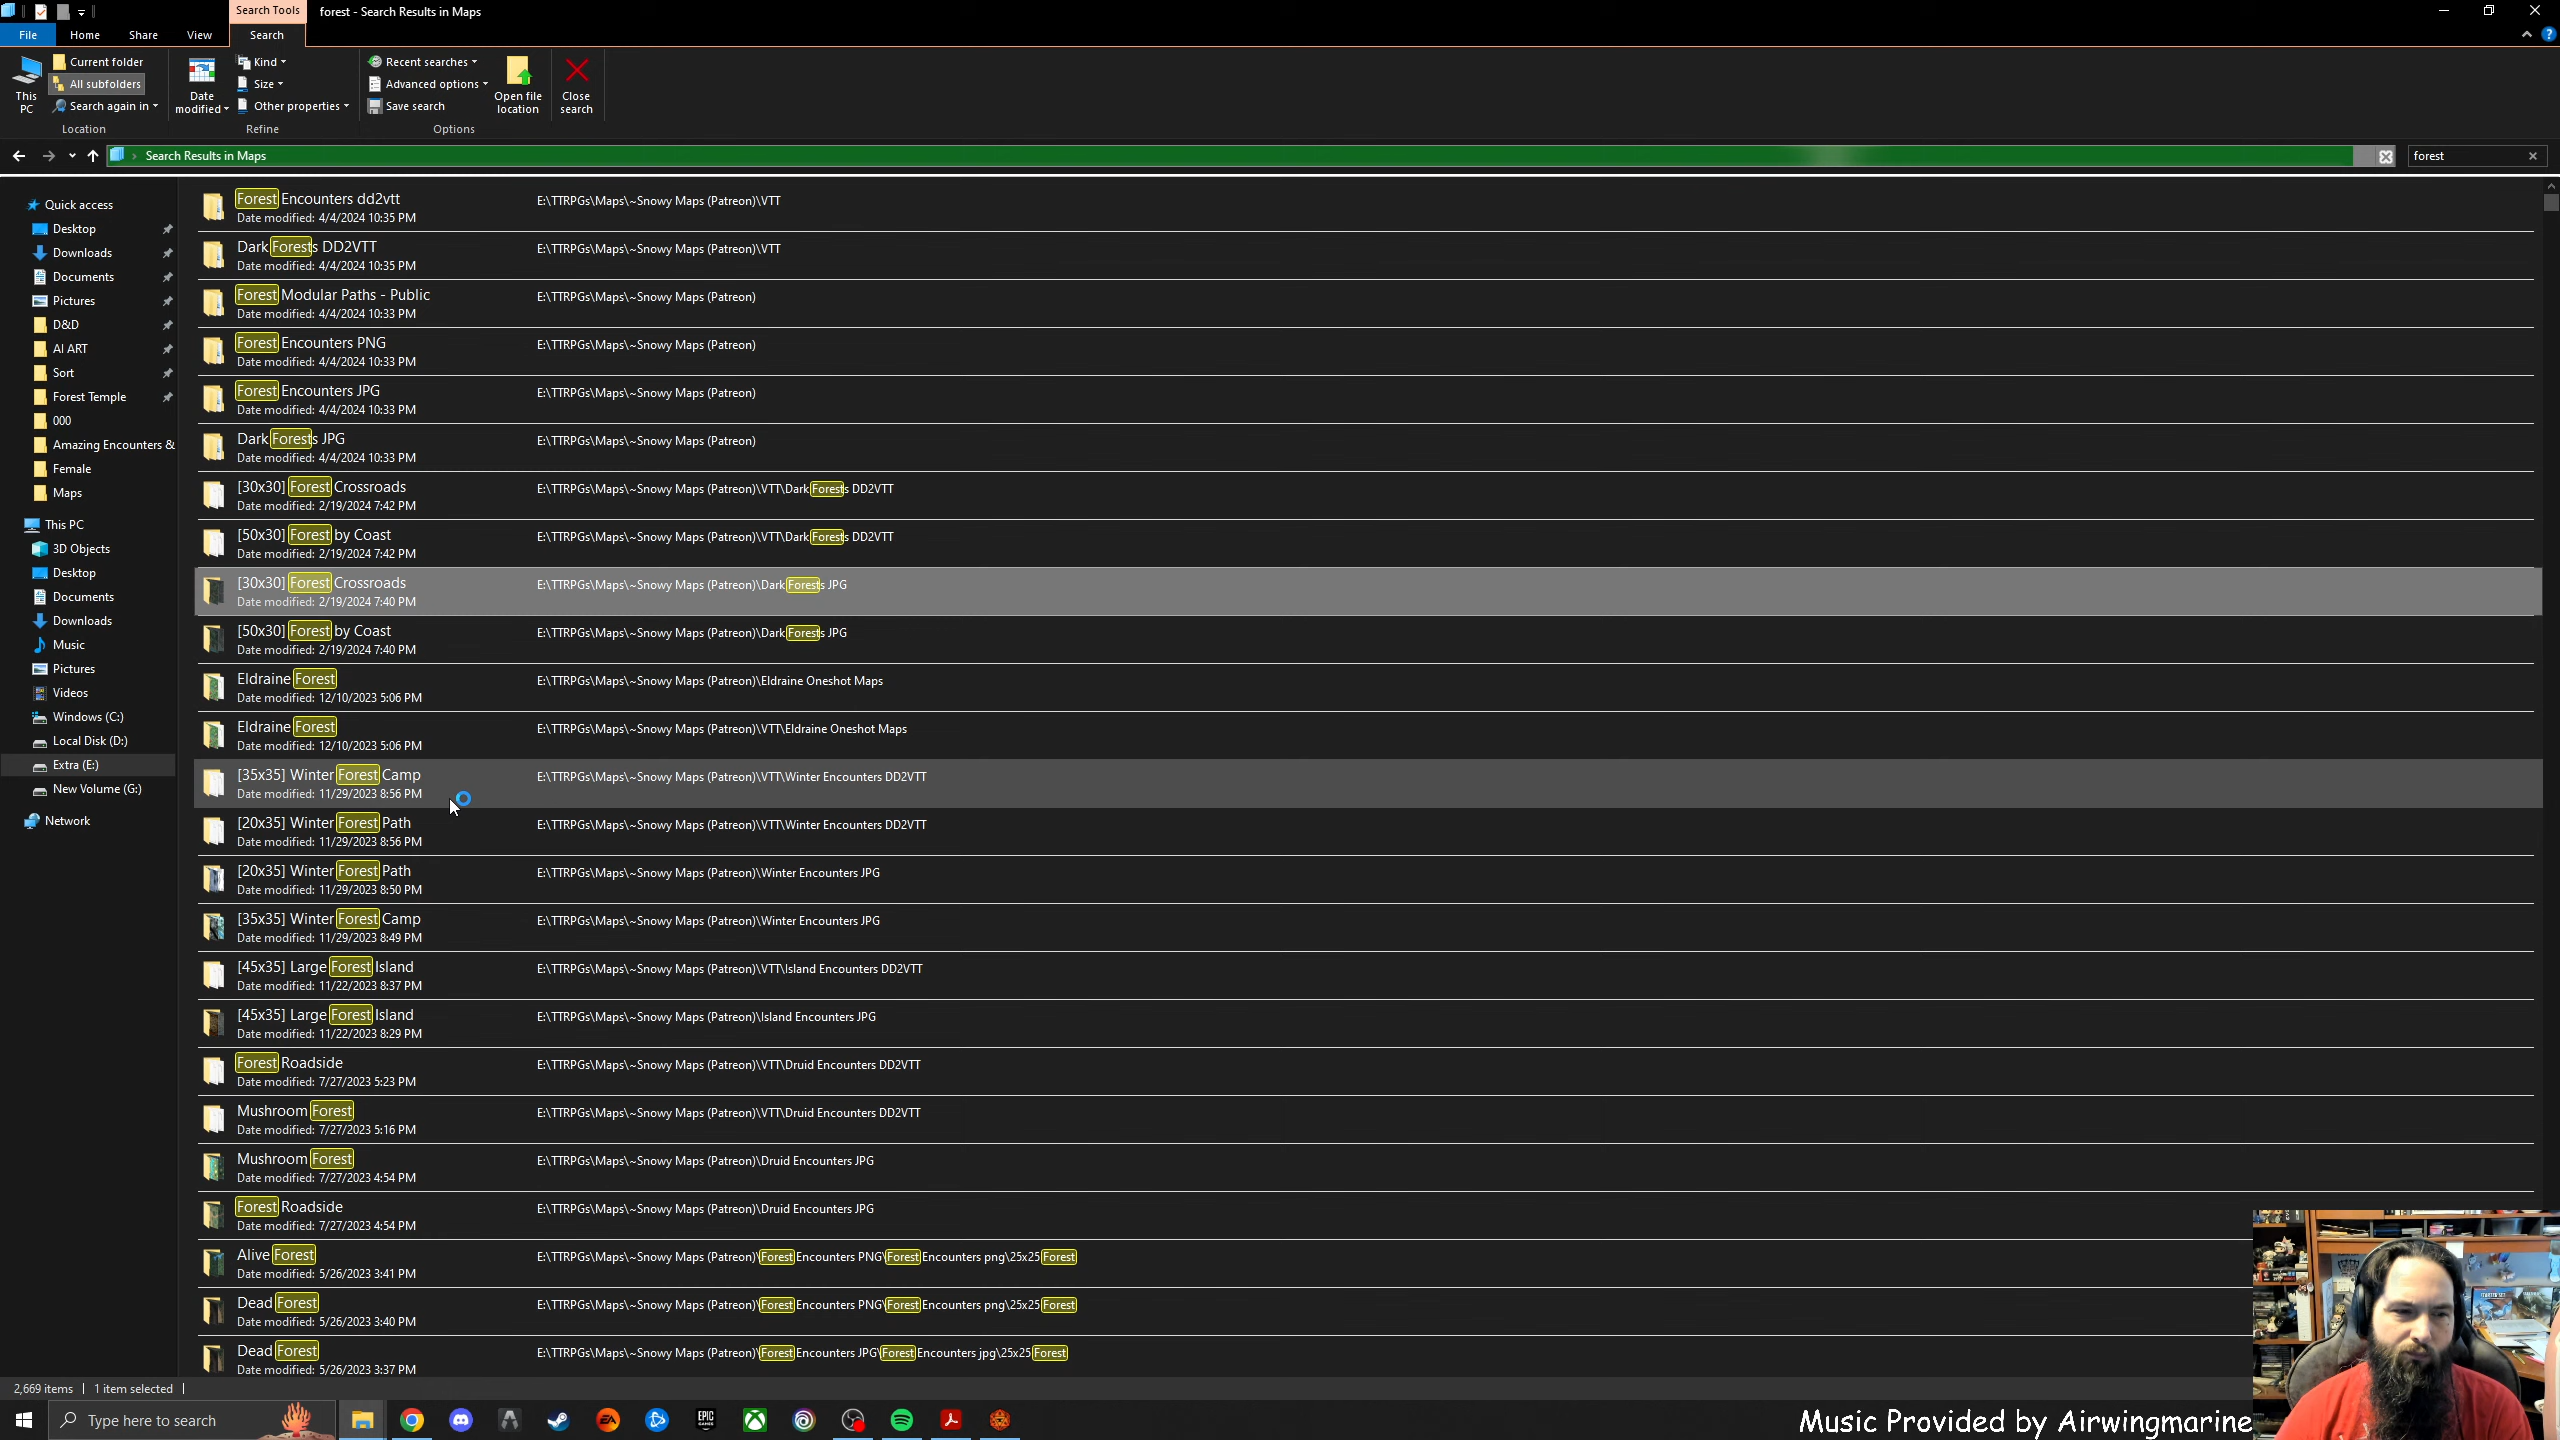 Search Tools
forest - Search Results in Maps
File
Home
Share
View
Search
This PC
Current folder
All subfolders
Search again in
Location
Date modified
Kind
Size
Other properties
Refine
Recent searches
Advanced options
Save search
Options
Open file location
Close search
Search Results in Maps
forest
Quick access
Desktop
Downloads
Documents
Pictures
D&D
AI ART
Sort
Forest Temple
000
Amazing Encounters &
Female
Maps
This PC
3D Objects
Desktop
Documents
Downloads
Music
Pictures
Videos
Windows (C:)
Local Disk (D:)
Extra (E:)
New Volume (G:)
Network
Forest Encounters dd2vtt E:\TTRPGs\Maps\~Snowy Maps (Patreon)\VTT
Date modified: 4/4/2024 10:35 PM
Dark Forests DD2VTT E:\TTRPGs\Maps\~Snowy Maps (Patreon)\VTT
Date modified: 4/4/2024 10:35 PM
Forest Modular Paths - Public E:\TTRPGs\Maps\~Snowy Maps (Patreon)
Date modified: 4/4/2024 10:33 PM
Forest Encounters PNG E:\TTRPGs\Maps\~Snowy Maps (Patreon)
Date modified: 4/4/2024 10:33 PM
Forest Encounters JPG E:\TTRPGs\Maps\~Snowy Maps (Patreon)
Date modified: 4/4/2024 10:33 PM
Dark Forests JPG E:\TTRPGs\Maps\~Snowy Maps (Patreon)
Date modified: 4/4/2024 10:33 PM
[30x30] Forest Crossroads E:\TTRPGs\Maps\~Snowy Maps (Patreon)\VTT\Dark Forests DD2VTT
Date modified: 2/19/2024 7:42 PM
[50x30] Forest by Coast E:\TTRPGs\Maps\~Snowy Maps (Patreon)\VTT\Dark Forests DD2VTT
Date modified: 2/19/2024 7:42 PM
[30x30] Forest Crossroads E:\TTRPGs\Maps\~Snowy Maps (Patreon)\Dark Forests JPG
Date modified: 2/19/2024 7:40 PM
[50x30] Forest by Coast E:\TTRPGs\Maps\~Snowy Maps (Patreon)\Dark Forests JPG
Date modified: 2/19/2024 7:40 PM
Eldraine Forest E:\TTRPGs\Maps\~Snowy Maps (Patreon)\Eldraine Oneshot Maps
Date modified: 12/10/2023 5:06 PM
Eldraine Forest E:\TTRPGs\Maps\~Snowy Maps (Patreon)\VTT\Eldraine Oneshot Maps
Date modified: 12/10/2023 5:06 PM
[35x35] Winter Forest Camp E:\TTRPGs\Maps\~Snowy Maps (Patreon)\VTT\Winter Encounters DD2VTT
Date modified: 11/29/2023 8:56 PM
[20x35] Winter Forest Path E:\TTRPGs\Maps\~Snowy Maps (Patreon)\VTT\Winter Encounters DD2VTT
Date modified: 11/29/2023 8:56 PM
[20x35] Winter Forest Path E:\TTRPGs\Maps\~Snowy Maps (Patreon)\Winter Encounters JPG
Date modified: 11/29/2023 8:50 PM
[35x35] Winter Forest Camp E:\TTRPGs\Maps\~Snowy Maps (Patreon)\Winter Encounters JPG
Date modified: 11/29/2023 8:49 PM
[45x35] Large Forest Island E:\TTRPGs\Maps\~Snowy Maps (Patreon)\VTT\Island Encounters DD2VTT
Date modified: 11/22/2023 8:37 PM
[45x35] Large Forest Island E:\TTRPGs\Maps\~Snowy Maps (Patreon)\Island Encounters JPG
Date modified: 11/22/2023 8:29 PM
Forest Roadside E:\TTRPGs\Maps\~Snowy Maps (Patreon)\VTT\Druid Encounters DD2VTT
Date modified: 7/27/2023 5:23 PM
Mushroom Forest E:\TTRPGs\Maps\~Snowy Maps (Patreon)\VTT\Druid Encounters DD2VTT
Date modified: 7/27/2023 5:16 PM
Mushroom Forest E:\TTRPGs\Maps\~Snowy Maps (Patreon)\Druid Encounters JPG
Date modified: 7/27/2023 4:54 PM
Forest Roadside E:\TTRPGs\Maps\~Snowy Maps (Patreon)\Druid Encounters JPG
Date modified: 7/27/2023 4:54 PM
Alive Forest E:\TTRPGs\Maps\~Snowy Maps (Patreon)\Forest Encounters PNG\Forest Encounters png\25x25 Forest
Date modified: 5/26/2023 3:41 PM
Dead Forest E:\TTRPGs\Maps\~Snowy Maps (Patreon)\Forest Encounters PNG\Forest Encounters png\25x25 Forest
Date modified: 5/26/2023 3:40 PM
Dead Forest E:\TTRPGs\Maps\~Snowy Maps (Patreon)\Forest Encounters JPG\Forest Encounters jpg\25x25 Forest
Date modified: 5/26/2023 3:37 PM
2,669 items 1 item selected
Type here to search
EA
EPIC GAMES
Music Provided by Airwingmarine